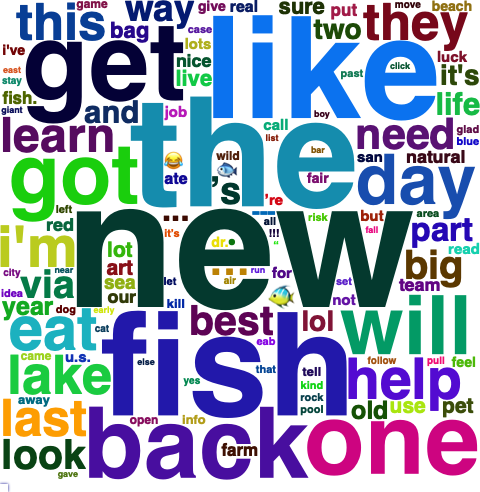 game give real sure put move beach
this way bag case two they
get like
i've lots luck
nice it's
east live past click
stay
fish. life
giant and job boy
the
learn call need glad
list blue
😂 wild bar san natural
got 🐟 day
ate 's 're fair
left ... all risk but area
new
red it's !!! fall part
i'm dr. • "
lot ... read
city near art run for big
via sea air team
idea our let set
year dog early kill 🐠 not
eat cat best lol will
fish
eab
came u.s. else that follow pull feel
lake yes tell help
kind
away rock
pool old use pet
last open info
back one
look farm
gave